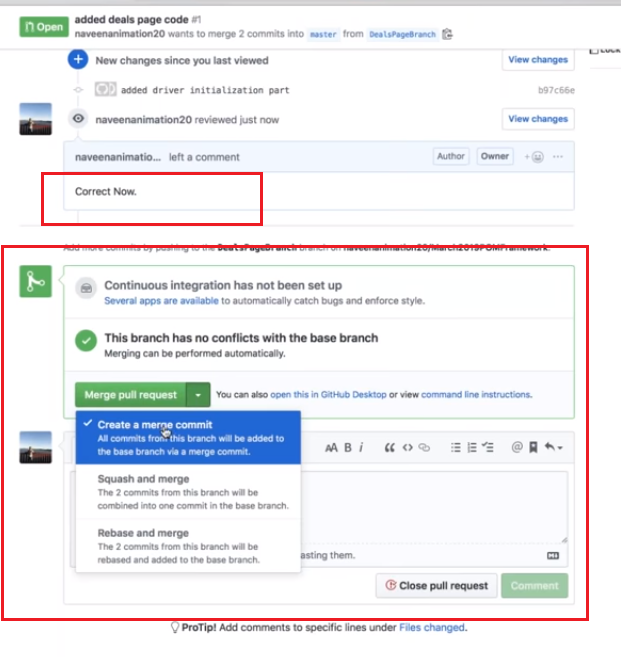 Open
added deals page code #1
naveenanimation20 wants to merge 2 commits into master from DealsPageBranch
New changes since you last viewed
View changes
added driver initialization part
b97c66e
naveenanimation20 reviewed just now
View changes
naveenanimatio... left a comment
Author
Owner
Correct Now.
Add more commits by pushing to the DealsPageBranch branch on naveenanimation20/March2019POMFramework.
Continuous integration has not been set up
Several apps are available to automatically catch bugs and enforce style.
This branch has no conflicts with the base branch
Merging can be performed automatically.
Merge pull request
You can also open this in GitHub Desktop or view command line instructions.
Create a merge commit
All commits from this branch will be added to
the base branch via a merge commit.
AA B i
Squash and merge
The 2 commits from this branch will be
combined into one commit in the base branch.
Rebase and merge
The 2 commits from this branch will be
rebased and added to the base branch.
asting them.
Close pull request
Comment
ProTip! Add comments to specific lines under Files changed.